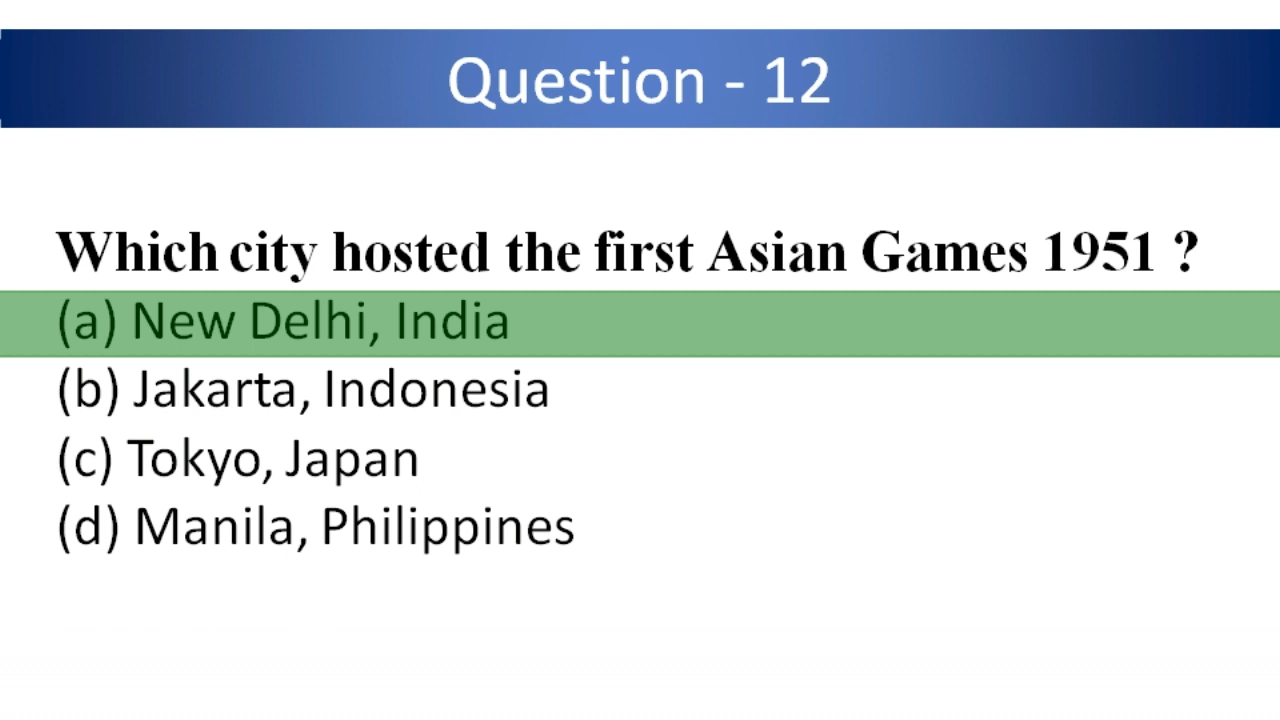 Question - 12
Which city hosted the first Asian Games 1951 ?
(a) New Delhi, India
(b) Jakarta, Indonesia
(c) Tokyo, Japan
(d) Manila, Philippines